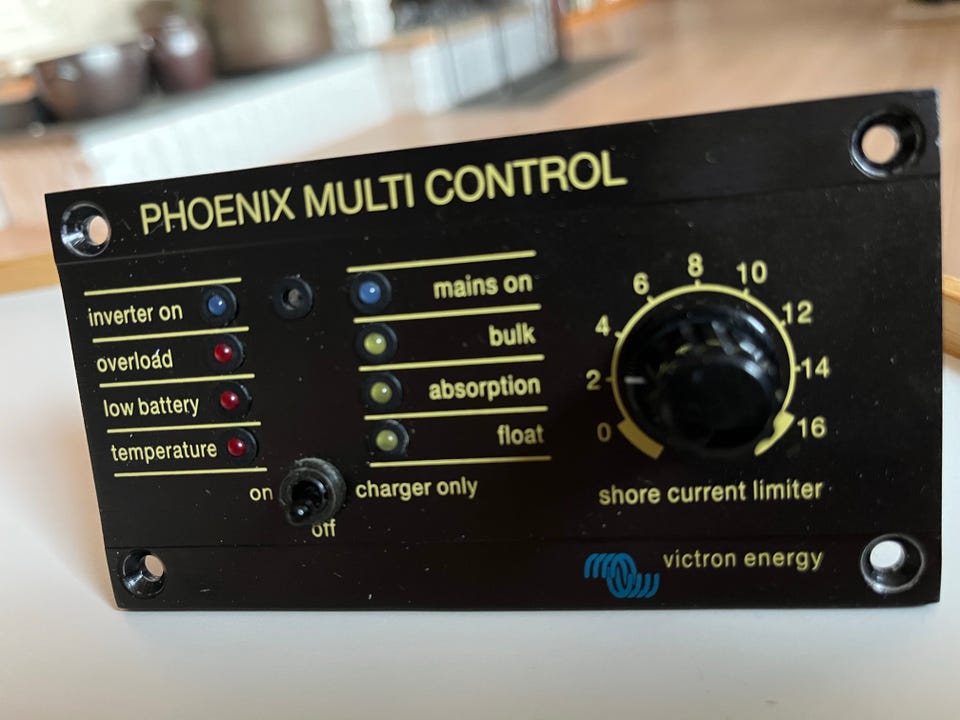 PHOENIX MULTI CONTROL
inverter on
overload
low battery
temperature
mains on
bulk
absorption
float
on
charger only
off
0
2
4
6
8
10
12
14
16
shore current limiter
victron energy